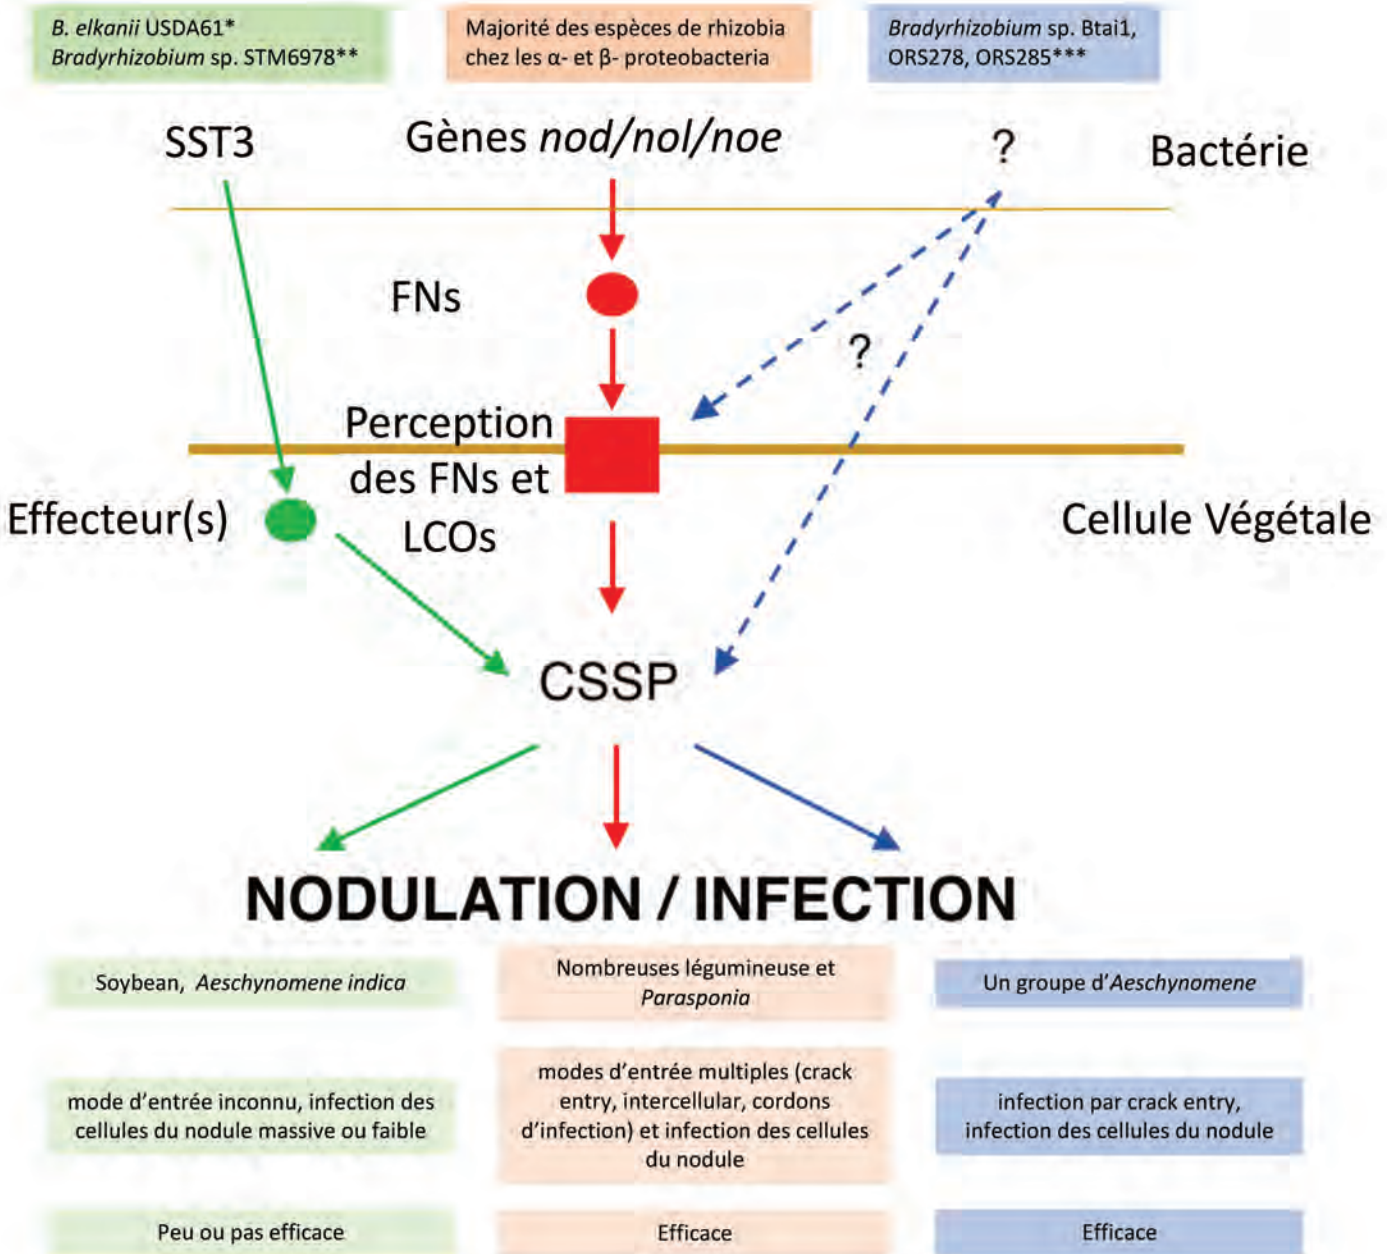 B. elkanii USDA61*
Bradyrhizobium sp. STM6978**
Majorité des espèces de rhizobia
chez les α- et β- proteobacteria
Bradyrhizobium sp. Btai1,
ORS278, ORS285***
SST3
Gènes nod/nol/noe
?
Bactérie
FNs
?
Perception
des FNs et
LCOs
Effecteur(s)
Cellule Végétale
CSSP
NODULATION / INFECTION
Soybean, Aeschynomene indica
Nombreuses légumineuse et
Parasponia
Un groupe d'Aeschynomene
mode d'entrée inconnu, infection des
cellules du nodule massive ou faible
modes d'entrée multiples (crack
entry, intercellular, cordons
d'infection) et infection des cellules
du nodule
infection par crack entry,
infection des cellules du nodule
Peu ou pas efficace
Efficace
Efficace